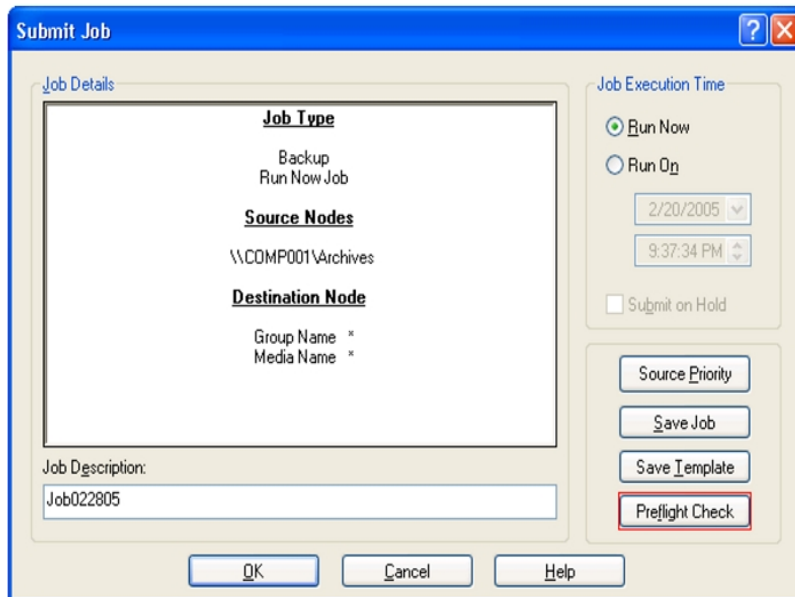 Submit Job
Job Details
Job Type
Backup
Run Now Job
Source Nodes
\\COMP001\Archives
Destination Node
Group Name *
Media Name *
Job Description:
Job022805
Job Execution Time
Run Now
Run On
2/20/2005
9:37:34 PM
Submit on Hold
Source Priority
Save Job
Save Template
Preflight Check
OK
Cancel
Help